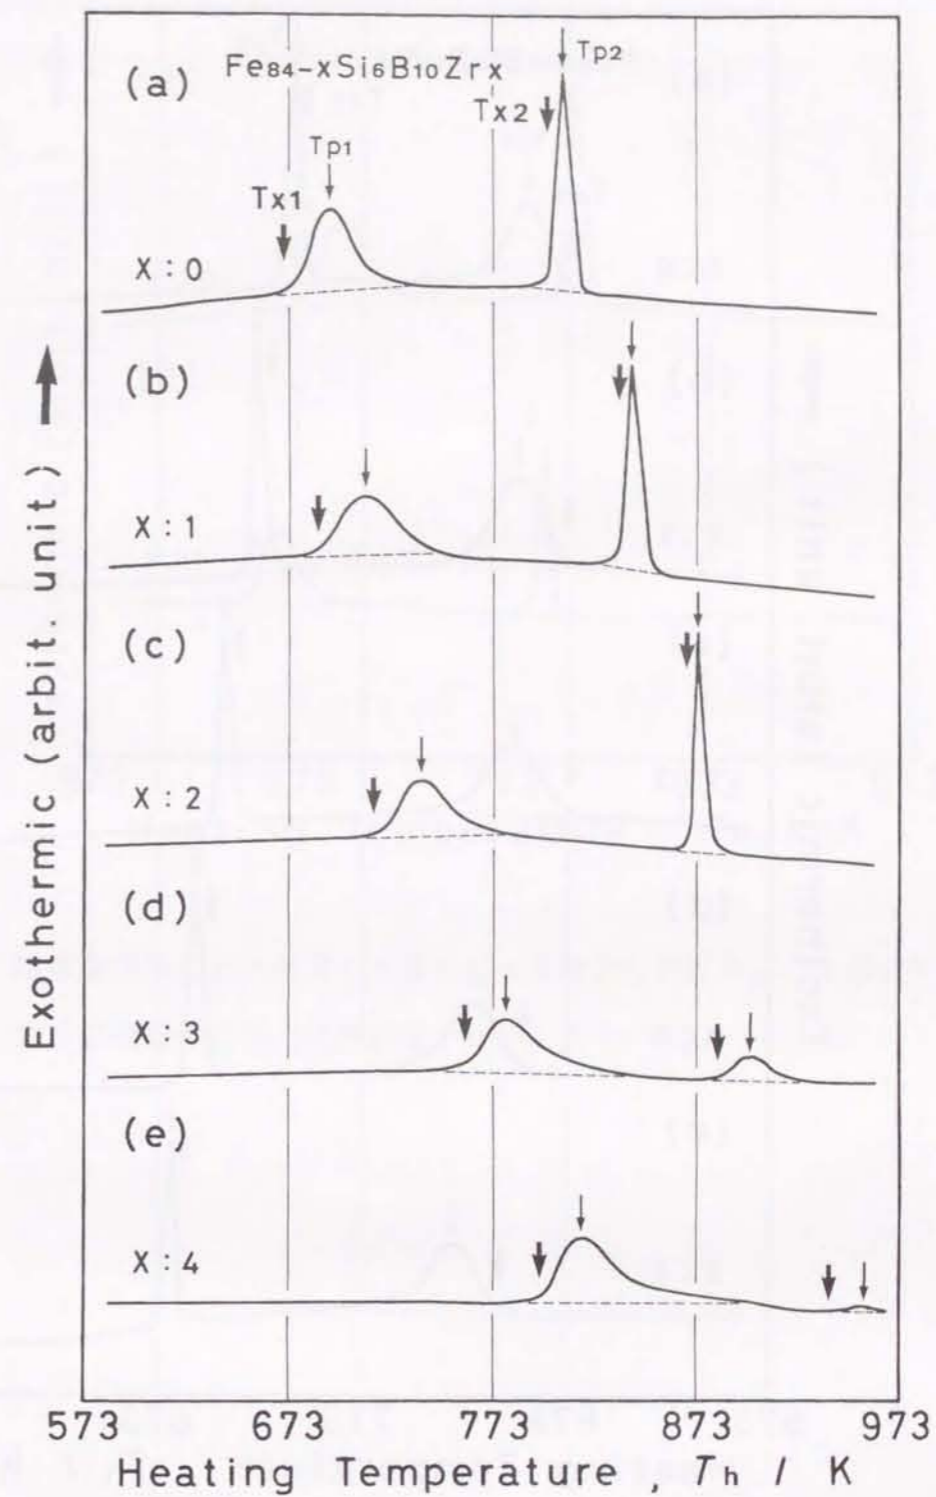 (a)
Fe84-xSi6B10Zrx
Tp2
Tx2
Tp1
Tx1
X : 0
(b)
X : 1
(c)
X : 2
(d)
X : 3
(e)
X : 4
Exothermic (arbit. unit)
573 673 773 873 973
Heating Temperature , Th / K